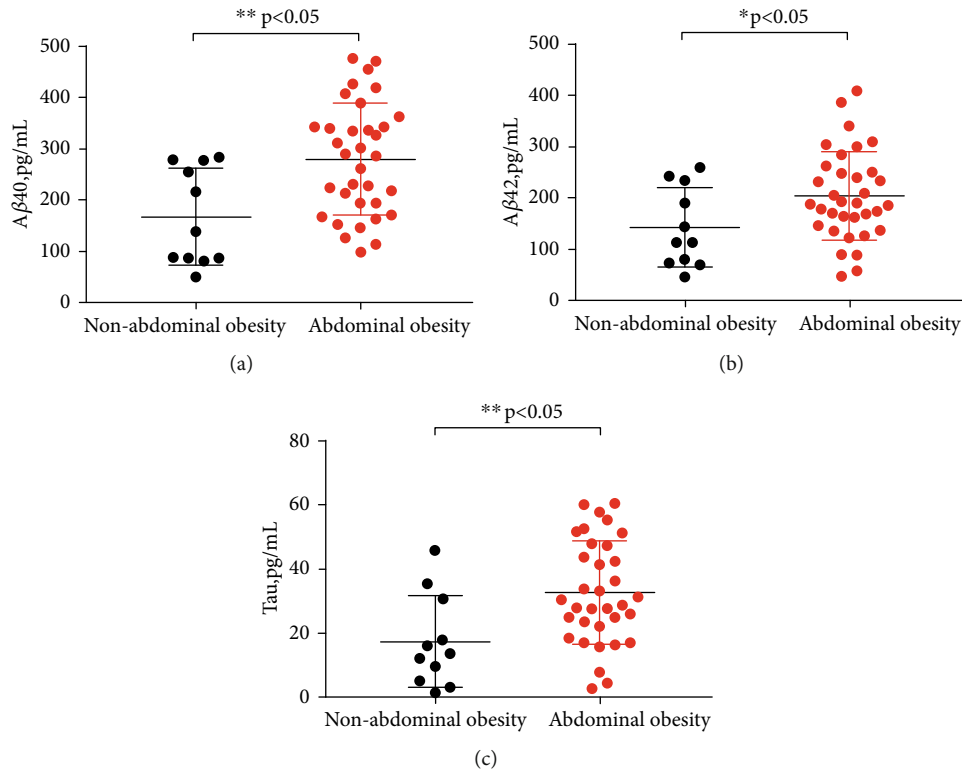 ** p<0.05
500
400
300
200
100
0
Aβ40,pg/mL
Non-abdominal obesity Abdominal obesity
(a)
*p<0.05
500
400
300
200
100
0
Aβ42,pg/mL
Non-abdominal obesity Abdominal obesity
(b)
** p<0.05
80
60
40
20
0
Tau,pg/mL
Non-abdominal obesity Abdominal obesity
(c)